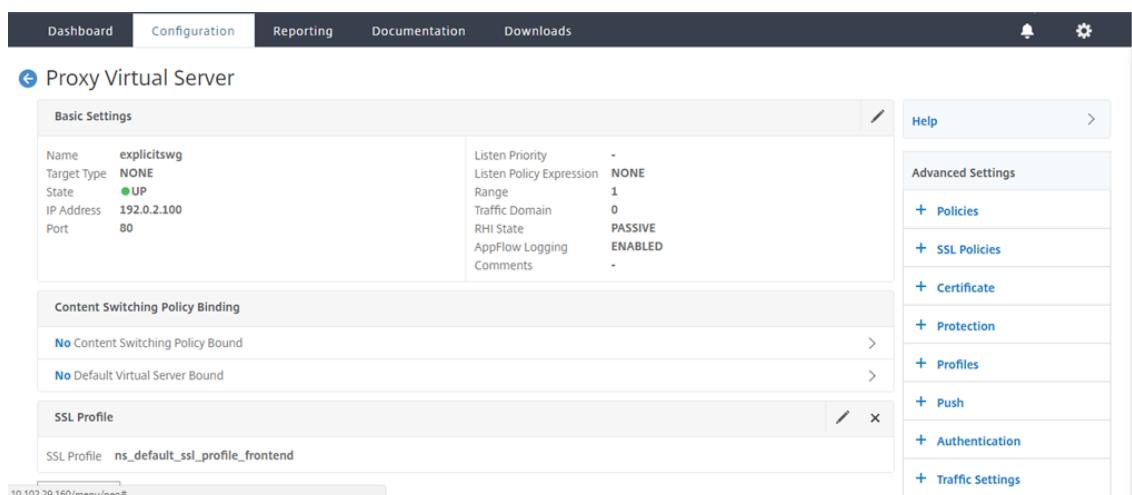 Dashboard Configuration Reporting Documentation Downloads
Proxy Virtual Server
Basic Settings
Name explicitswg
Target Type NONE
State UP
IP Address 192.0.2.100
Port 80
Listen Priority -
Listen Policy Expression NONE
Range 1
Traffic Domain 0
RHI State PASSIVE
AppFlow Logging ENABLED
Comments -
Content Switching Policy Binding
No Content Switching Policy Bound
No Default Virtual Server Bound
SSL Profile
SSL Profile ns_default_ssl_profile_frontend
Help
Advanced Settings
+ Policies
+ SSL Policies
+ Certificate
+ Protection
+ Profiles
+ Push
+ Authentication
+ Traffic Settings